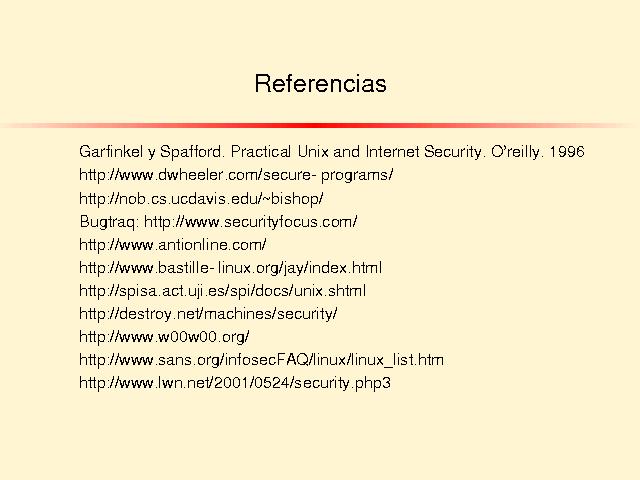 Referencias
Garfinkel y Spafford. Practical Unix and Internet Security. O'reilly. 1996
http://www.dwheeler.com/secure- programs/
http://nob.cs.ucdavis.edu/~bishop/
Bugtraq: http://www.securityfocus.com/
http://www.antionline.com/
http://www.bastille- linux.org/jay/index.html
http://spisa.act.uji.es/spi/docs/unix.shtml
http://destroy.net/machines/security/
http://www.w00w00.org/
http://www.sans.org/infosecFAQ/linux/linux_list.htm
http://www.lwn.net/2001/0524/security.php3